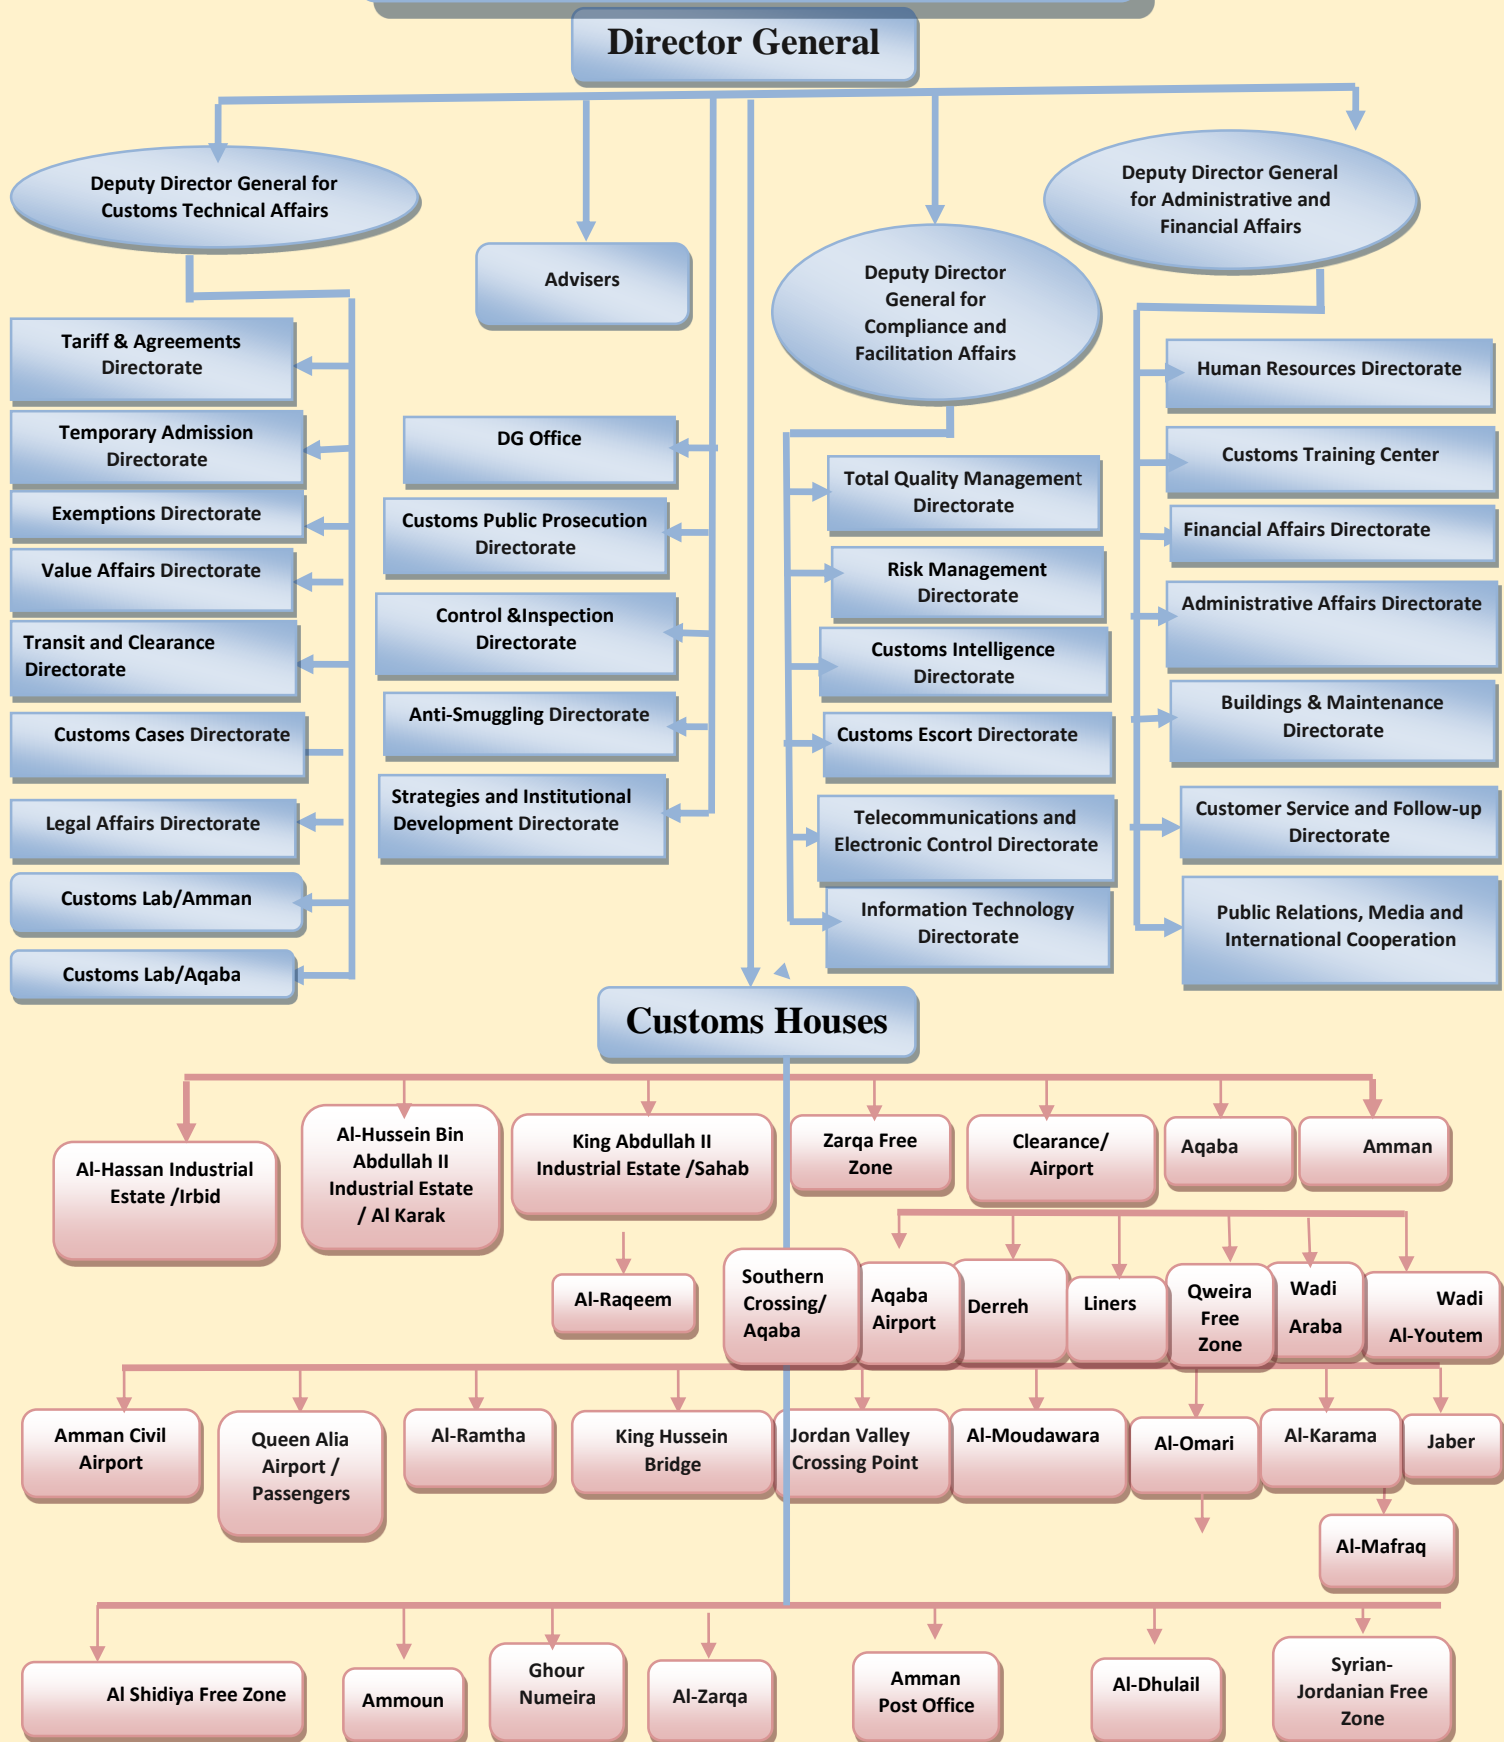 Director General
Deputy Director General for
Customs Technical Affairs
Advisers
Deputy Director
General for
Compliance and
Facilitation Affairs
Deputy Director General
for Administrative and
Financial Affairs
Tariff & Agreements
Directorate
Temporary Admission
Directorate
Exemptions Directorate
Value Affairs Directorate
Transit and Clearance
Directorate
Customs Cases Directorate
Legal Affairs Directorate
Customs Lab/Amman
Customs Lab/Aqaba
DG Office
Customs Public Prosecution
Directorate
Control &Inspection
Directorate
Anti-Smuggling Directorate
Strategies and Institutional
Development Directorate
Total Quality Management
Directorate
Risk Management
Directorate
Customs Intelligence
Directorate
Customs Escort Directorate
Telecommunications and
Electronic Control Directorate
Information Technology
Directorate
Human Resources Directorate
Customs Training Center
Financial Affairs Directorate
Administrative Affairs Directorate
Buildings & Maintenance
Directorate
Customer Service and Follow-up
Directorate
Public Relations, Media and
International Cooperation
Customs Houses
Al-Hassan Industrial
Estate /Irbid
Al-Hussein Bin
Abdullah II
Industrial Estate
/ Al Karak
King Abdullah II
Industrial Estate /Sahab
Zarqa Free
Zone
Clearance/
Airport
Aqaba
Amman
Al-Raqeem
Southern
Crossing/
Aqaba
Aqaba
Airport
Derreh
Liners
Qweira
Free
Zone
Wadi
Araba
Wadi
Al-Youtem
Amman Civil
Airport
Queen Alia
Airport /
Passengers
Al-Ramtha
King Hussein
Bridge
Jordan Valley
Crossing Point
Al-Moudawara
Al-Omari
Al-Karama
Jaber
Al-Mafraq
Al Shidiya Free Zone
Ammoun
Ghour
Numeira
Al-Zarqa
Amman
Post Office
Al-Dhulail
Syrian-
Jordanian Free
Zone